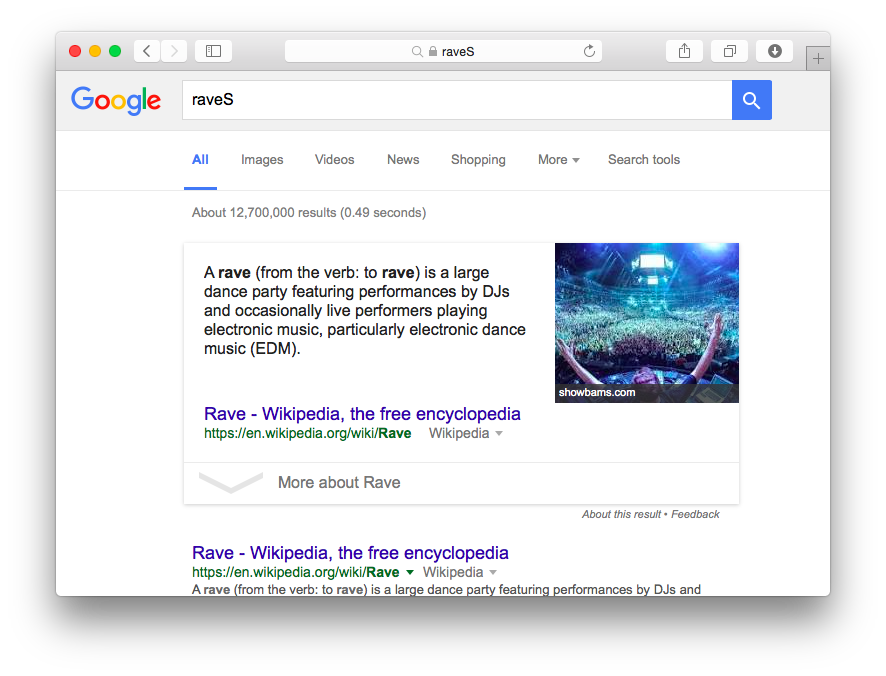 raveS
Google
raveS
All Images Videos News Shopping More Search tools
About 12,700,000 results (0.49 seconds)
A rave (from the verb: to rave) is a large
dance party featuring performances by DJs
and occasionally live performers playing
electronic music, particularly electronic dance
music (EDM).
showbams.com
Rave - Wikipedia, the free encyclopedia
https://en.wikipedia.org/wiki/Rave Wikipedia
More about Rave
About this result • Feedback
Rave - Wikipedia, the free encyclopedia
https://en.wikipedia.org/wiki/Rave Wikipedia
A rave (from the verb: to rave) is a large dance party featuring performances by DJs and